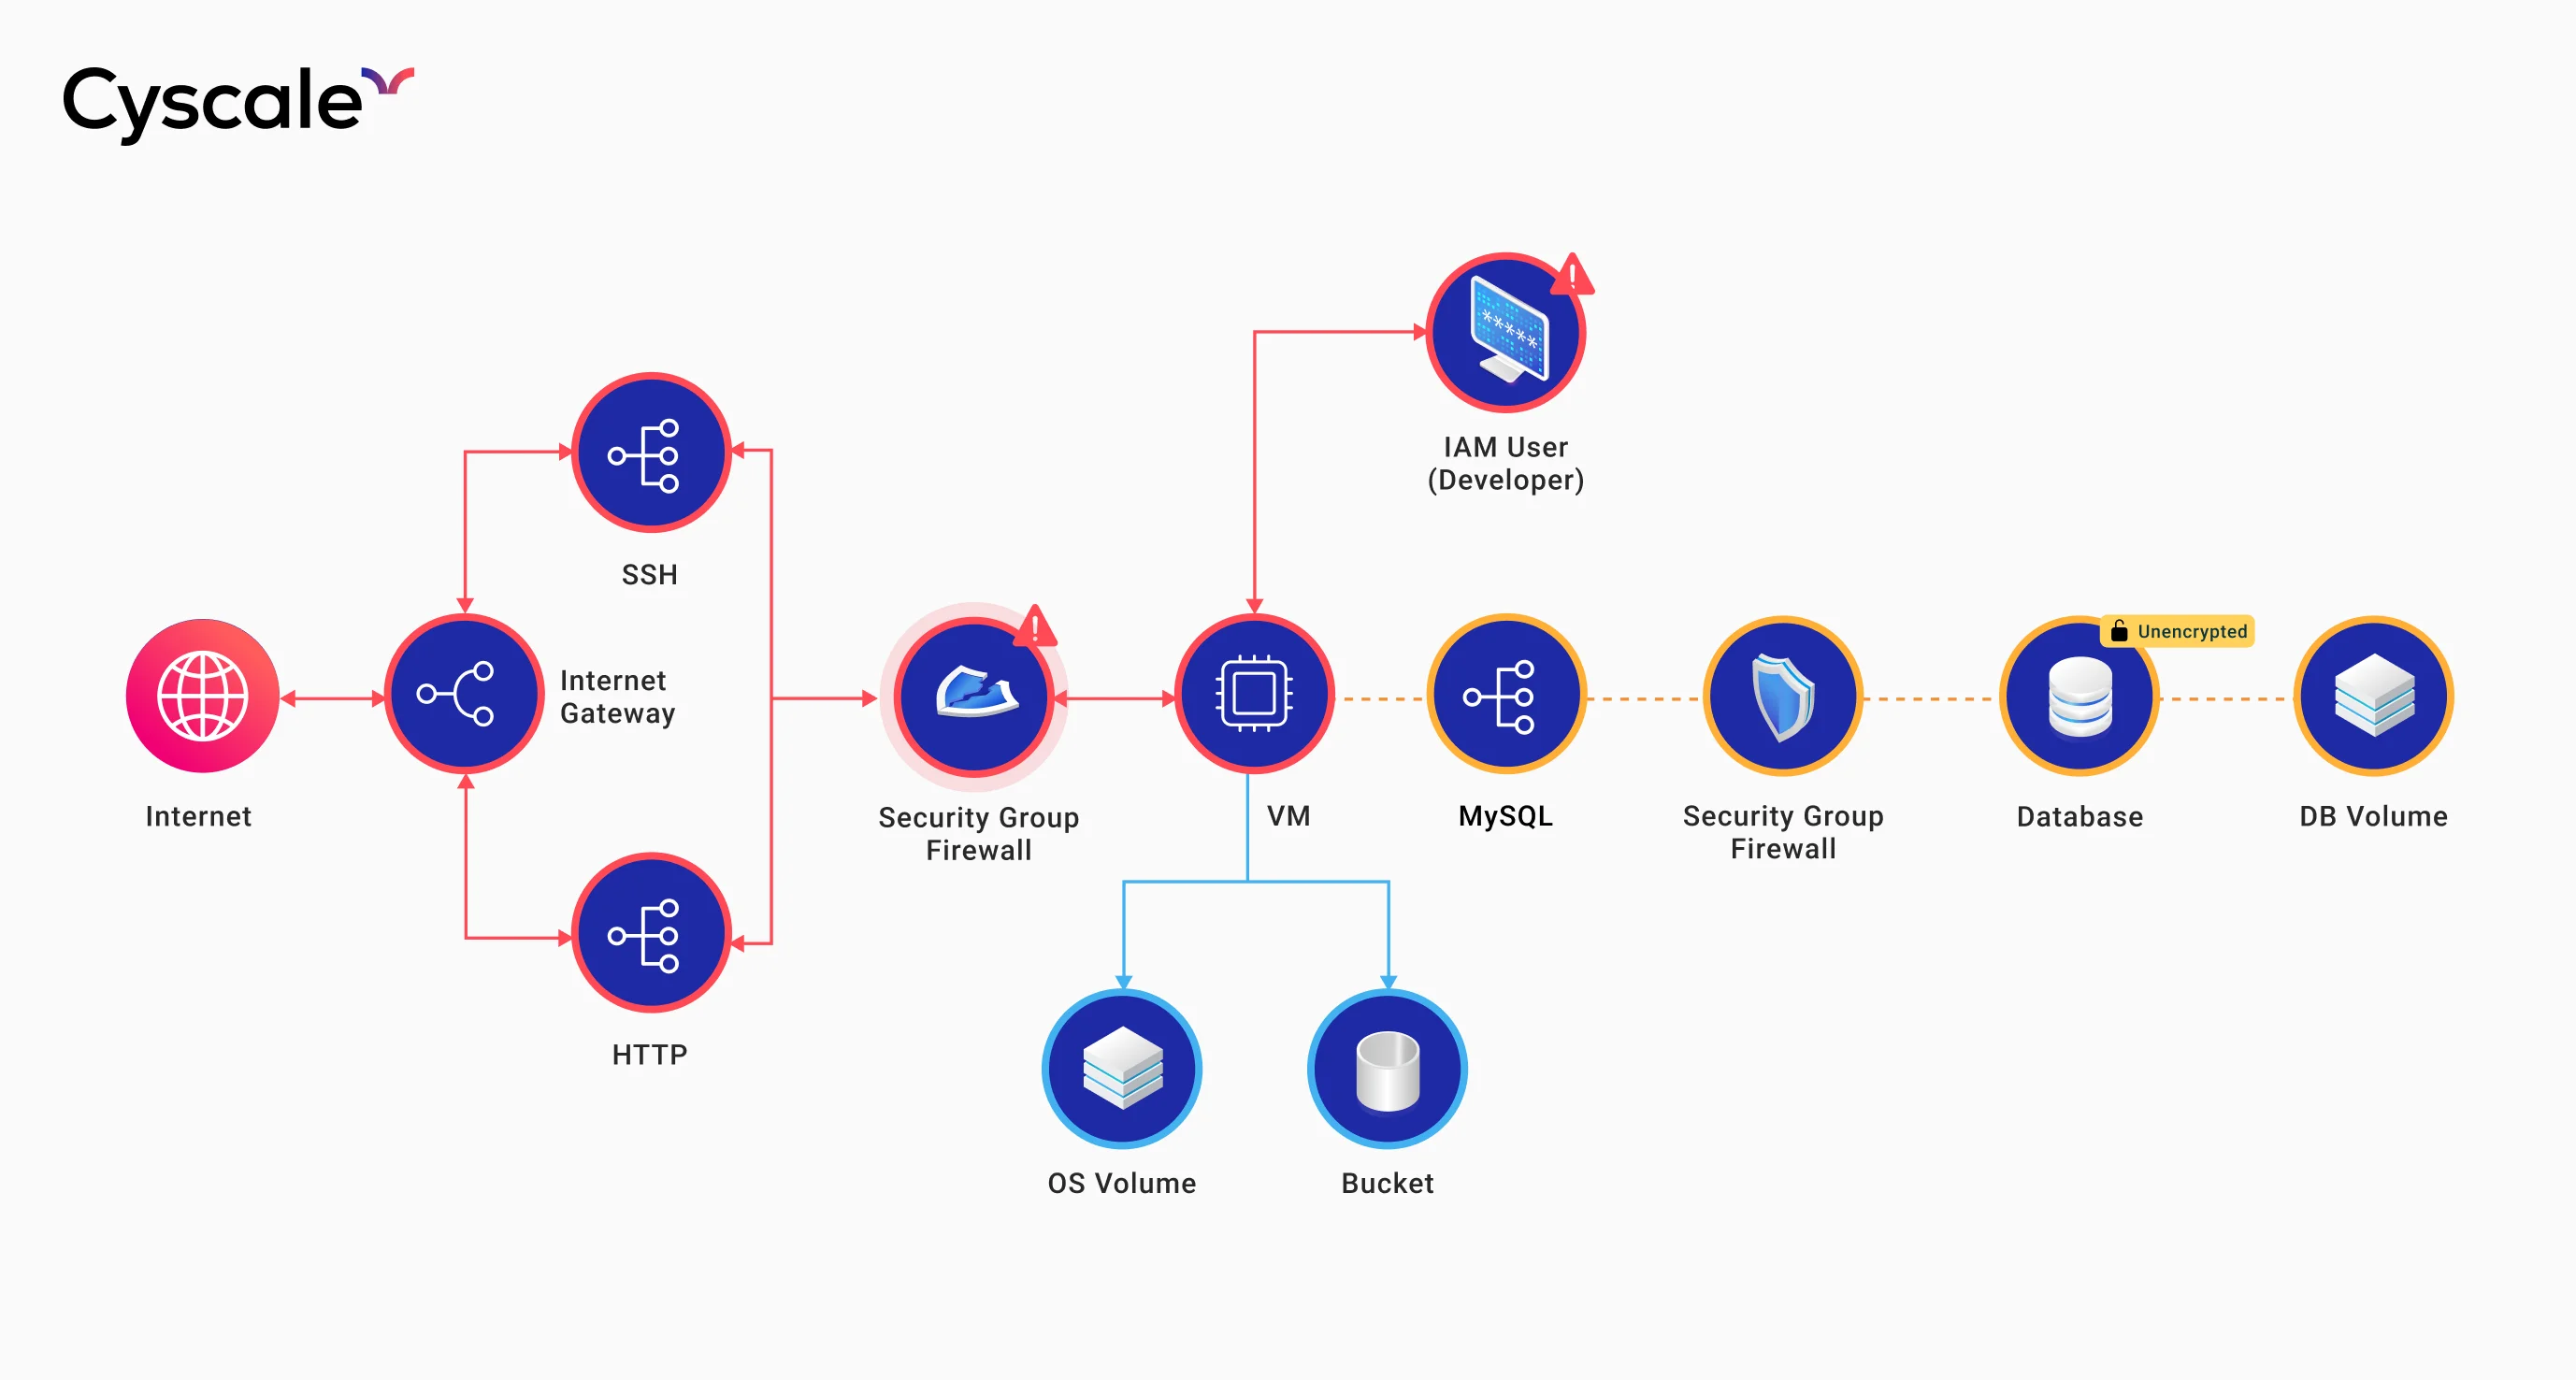 Cyscale
IAM User
(Developer)
SSH
Internet
Gateway
Unencrypted
Internet
Security Group
Firewall
VM
MySQL
Security Group
Firewall
Database
DB Volume
HTTP
OS Volume
Bucket